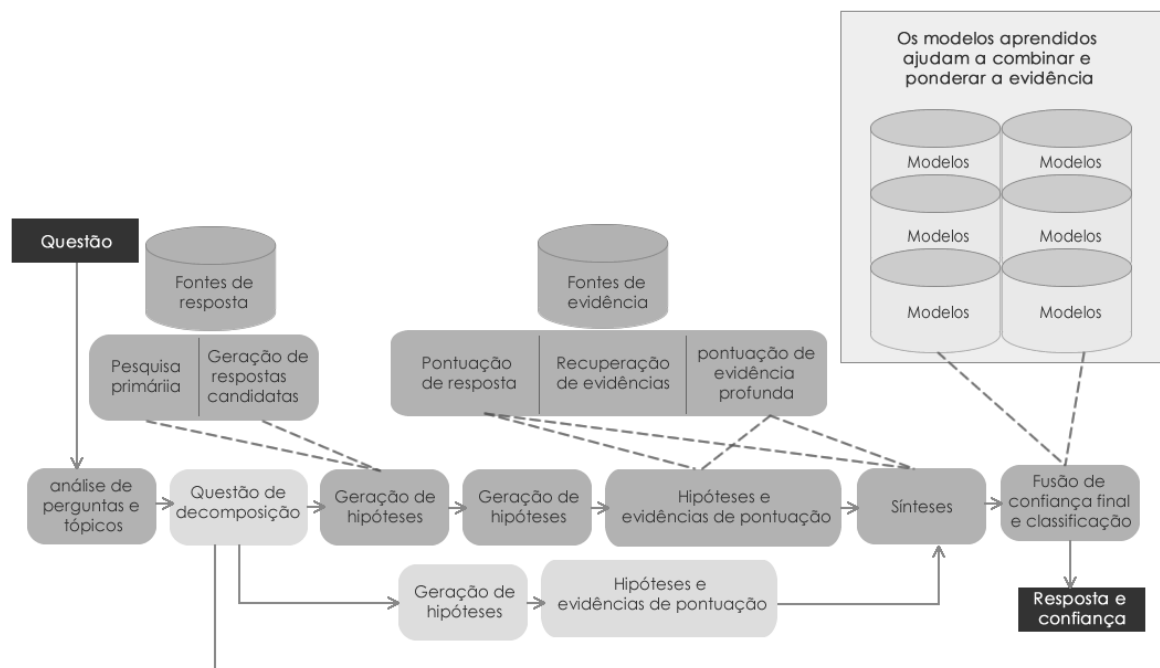 Os modelos aprendidos
ajudam a combinar e
ponderar a evidência
Modelos
Modelos
Modelos
Modelos
Modelos
Modelos
Questão
Fontes de
resposta
Fontes de
evidência
Pesquisa
primáriia
Geração de
respostas
candidatas
Pontuação
de resposta
Recuperação
de evidências
pontuação de
evidência
profunda
análise de
perguntas e
tópicos
Questão de
decomposição
Geração de
hipóteses
Geração de
hipóteses
Hipóteses e
evidências de pontuação
Sínteses
Fusão de
confiança final
e classificação
Geração de
hipóteses
Hipóteses e
evidências de pontuação
Resposta e
confiança